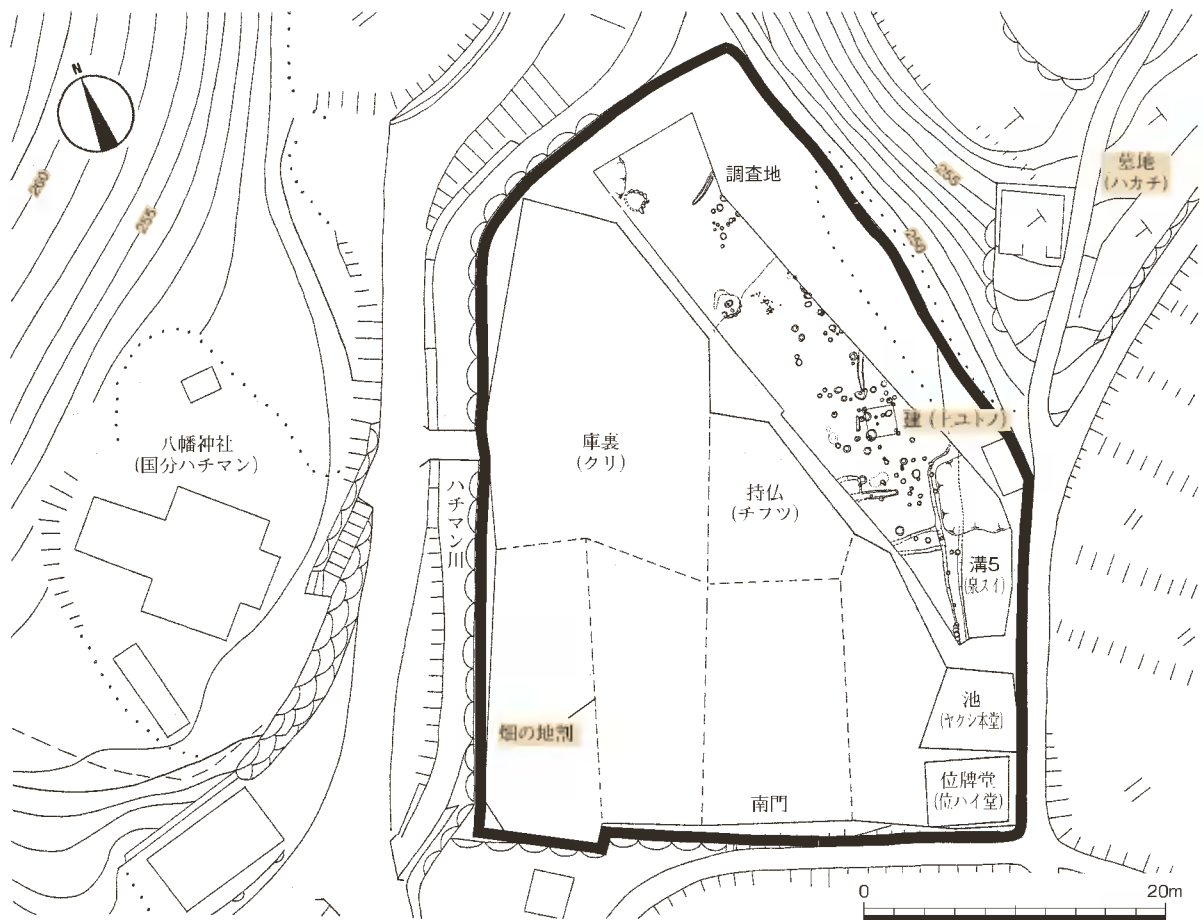 N
260
255
調査地
255
250
墓地
(ハカチ)
八幡神社
(国分ハチマン)
ハチマン川
庫裏
(クリ)
持仏
(チフツ)
溝5
(泉スイ)
池
(ヤクシ本堂)
畑の地割
位牌堂
(位ハイ堂)
南門
0
20m